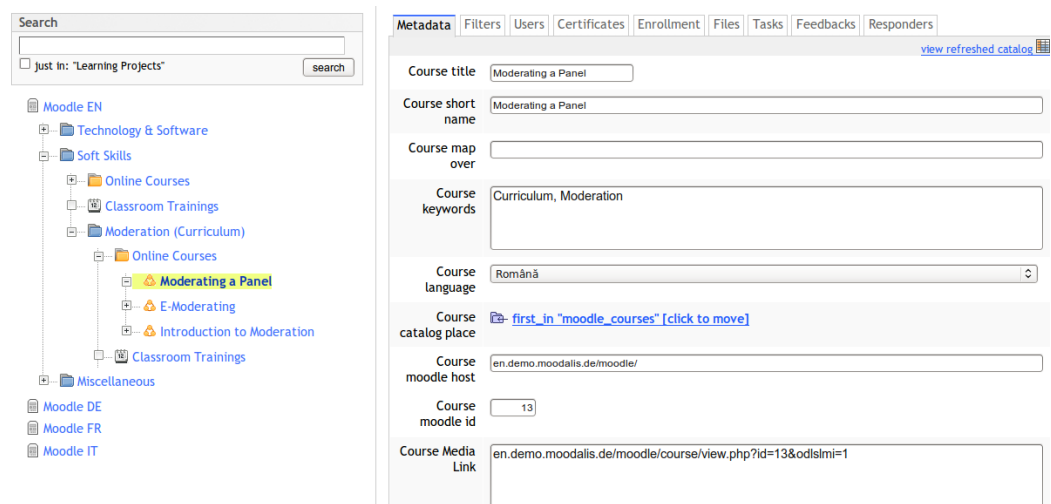 Search
just in: "Learning Projects"
search
Moodle EN
Technology & Software
Soft Skills
Online Courses
Classroom Trainings
Moderation (Curriculum)
Online Courses
Moderating a Panel
E-Moderating
Introduction to Moderation
Classroom Trainings
Miscellaneous
Moodle DE
Moodle FR
Moodle IT
Metadata Filters Users Certificates Enrollment Files Tasks Feedbacks Responders
view refreshed catalog
Course title Moderating a Panel
Course short Moderating a Panel
name
Course map
over
Course Curriculum, Moderation
keywords
Course Română
language
Course first_in "moodle_courses" [click to move]
catalog place
Course en.demo.moodalis.de/moodle/
moodle host
Course 13
moodle id
Course Media en.demo.moodalis.de/moodle/course/view.php?id=13&odlslmi=1
Link